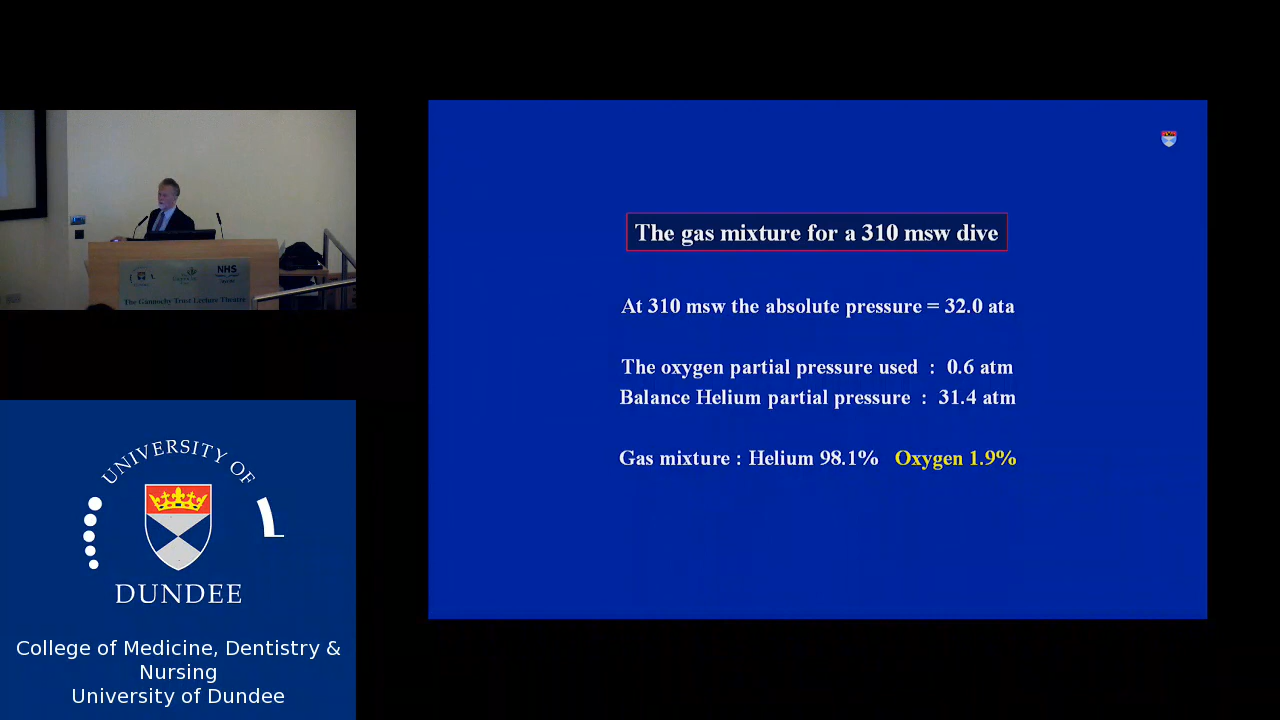 The gas mixture for a 310 msw dive
At 310 msw the absolute pressure = 32.0 ata
The oxygen partial pressure used : 0.6 atm
Balance Helium partial pressure : 31.4 atm
Gas mixture : Helium 98.1% Oxygen 1.9%
NHS
The Gannochy Trust Lecture Theatre
UNIVERSITY OF
DUNDEE
College of Medicine, Dentistry &
Nursing
University of Dundee